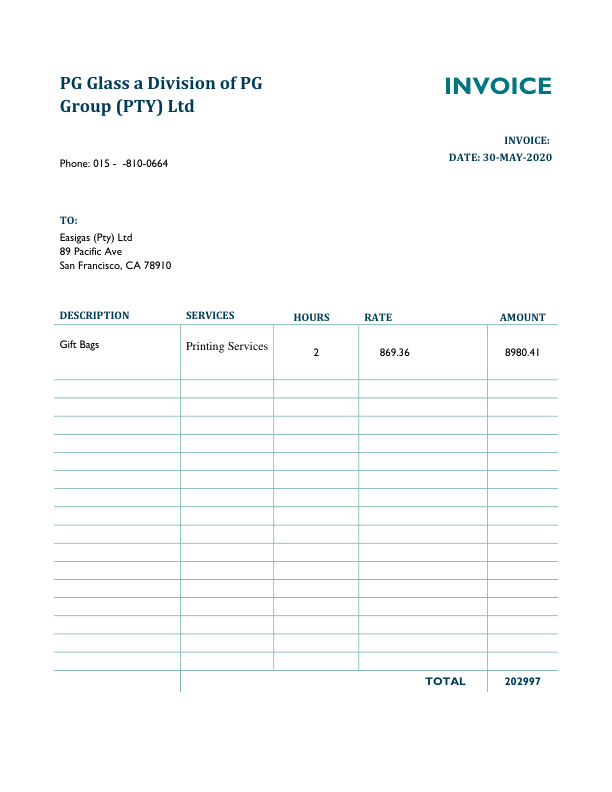 PG Glass a Division of PG
Group (PTY) Ltd
INVOICE
INVOICE:
DATE: 30-MAY-2020
Phone: 015 -  -810-0664
TO:
Easigas (Pty) Ltd
89 Pacific Ave
San Francisco, CA 78910
DESCRIPTION SERVICES HOURS RATE AMOUNT
Gift Bags Printing Services 2 869.36 8980.41
TOTAL 202997